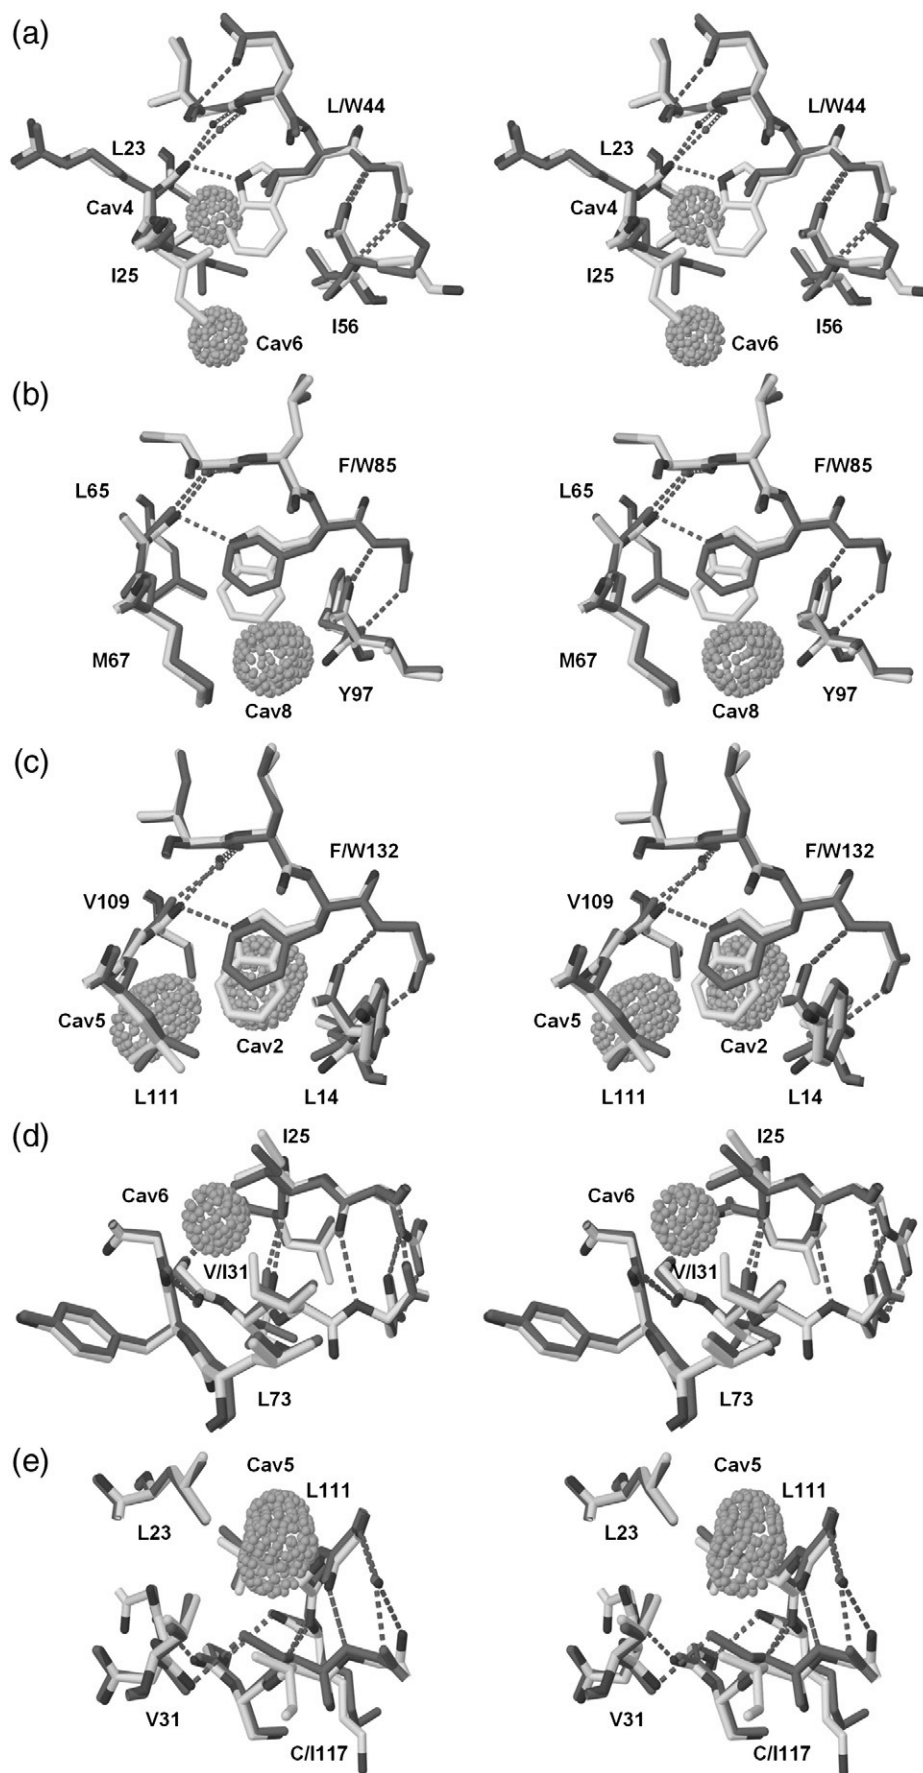 (a)
L/W44 L/W44
L23 L23
Cav4 Cav4
I25 I25
I56 I56
Cav6 Cav6
(b)
F/W85 F/W85
L65 L65
M67 M67
Y97 Y97
Cav8 Cav8
(c)
F/W132 F/W132
V109 V109
Cav5 Cav5
Cav2 Cav2
L111 L14 L111 L14
(d)
I25 I25
Cav6 Cav6
V/I31 V/I31
L73 L73
(e)
Cav5 Cav5
L111 L111
L23 L23
V31 V31
C/I117 C/I117